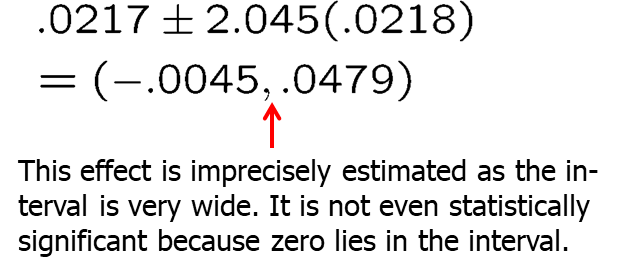 .0217 ± 2.045(.0218)
= (−.0045, .0479)
This effect is imprecisely estimated as the in-
terval is very wide. It is not even statistically
significant because zero lies in the interval.